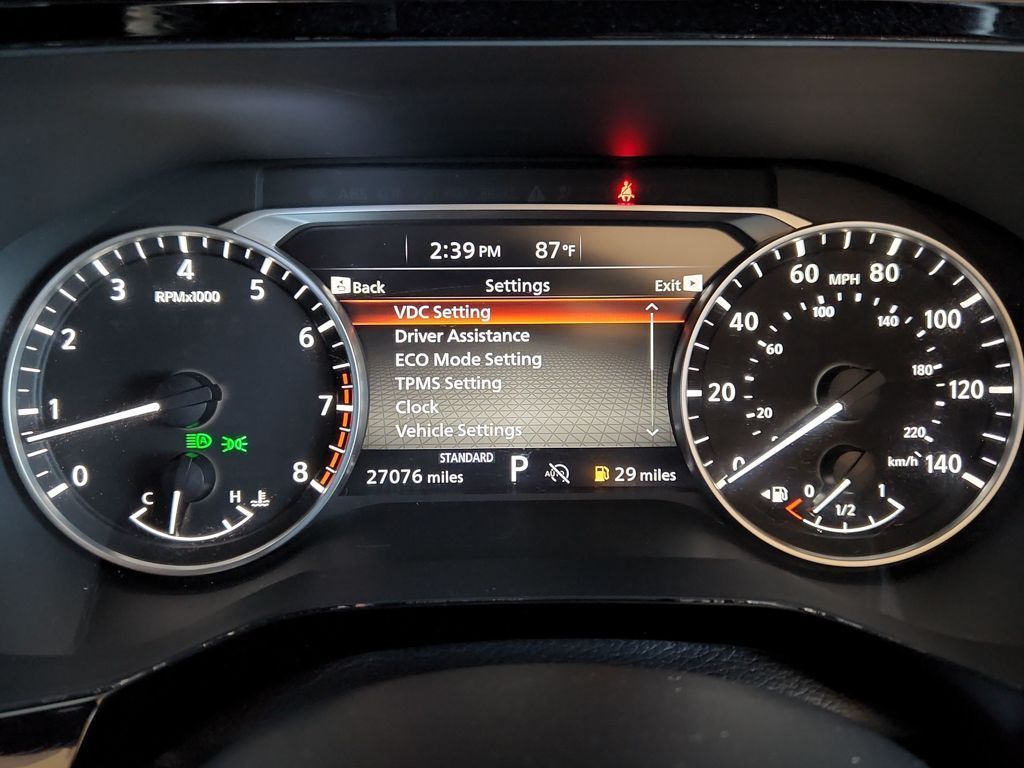 2:39 PM 87°F
Back Settings Exit
VDC Setting
Driver Assistance
ECO Mode Setting
TPMS Setting
Clock
Vehicle Settings
STANDARD
27076 miles P AUTO 29 miles
RPMx1000
0 1 2 3 4 5 6 7 8
A
C H
MPH
0 20 40 60 80 100 120 140
20 60 100 140 180 220
km/h
0 1/2 1